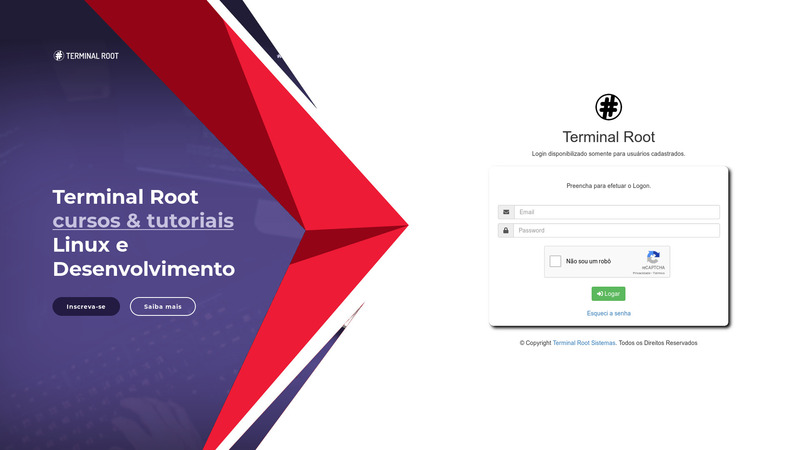 TERMINAL ROOT
Terminal Root
cursos & tutoriais
Linux e
Desenvolvimento
Inscreva-se
Saiba mais
Terminal Root
Login disponibilizado somente para usuários cadastrados.
Preencha para efetuar o Logon.
Email
Password
Não sou um robô
reCAPTCHA
Privacidade - Termos
Logar
Esqueci a senha
© Copyright Terminal Root Sistemas. Todos os Direitos Reservados